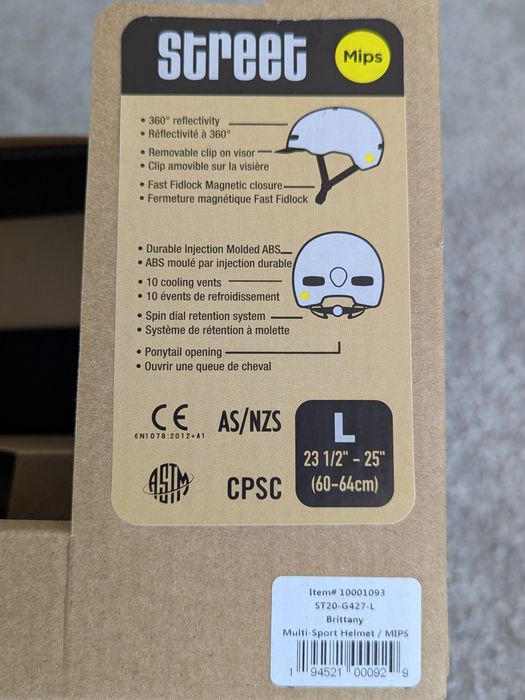 street
Mips
• 360° reflectivity
• Réflectivité à 360°
• Removable clip on visor
• Clip amovible sur la visière
• Fast Fidlock Magnetic closure
• Fermeture magnétique Fast Fidlock
• Durable Injection Molded ABS
• ABS moulé par injection durable
• 10 cooling vents
• 10 évents de refroidissement
• Spin dial retention system
• Système de rétention à molette
• Ponytail opening
• Ouvrir une queue de cheval
CE
EN1078:2012+A1
AS/NZS
ASTM
CPSC
L
23 1/2" - 25"
(60-64cm)
Item# 10001093
ST20-G427-L
Brittany
Multi-Sport Helmet / MIPS
1 94521 00092 9